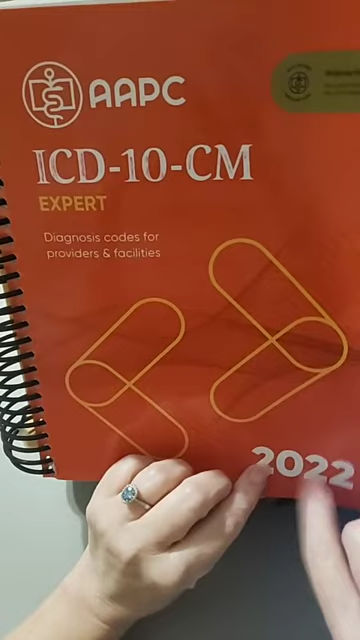 AAPC
ICD-10-CM
EXPERT
Diagnosis codes for
providers & facilities
2022